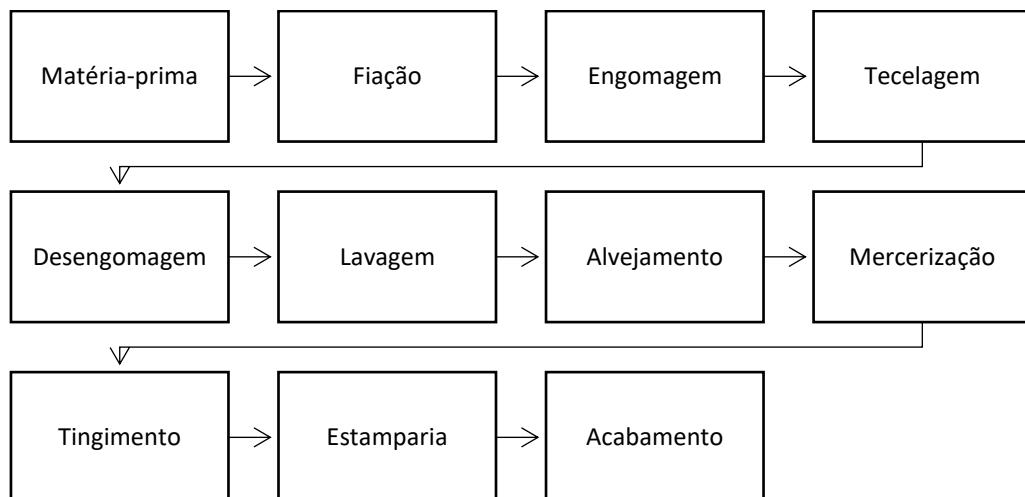 Matéria-prima
Fiação
Engomagem
Tecelagem
Desengomagem
Lavagem
Alvejamento
Mercerização
Tingimento
Estamparia
Acabamento